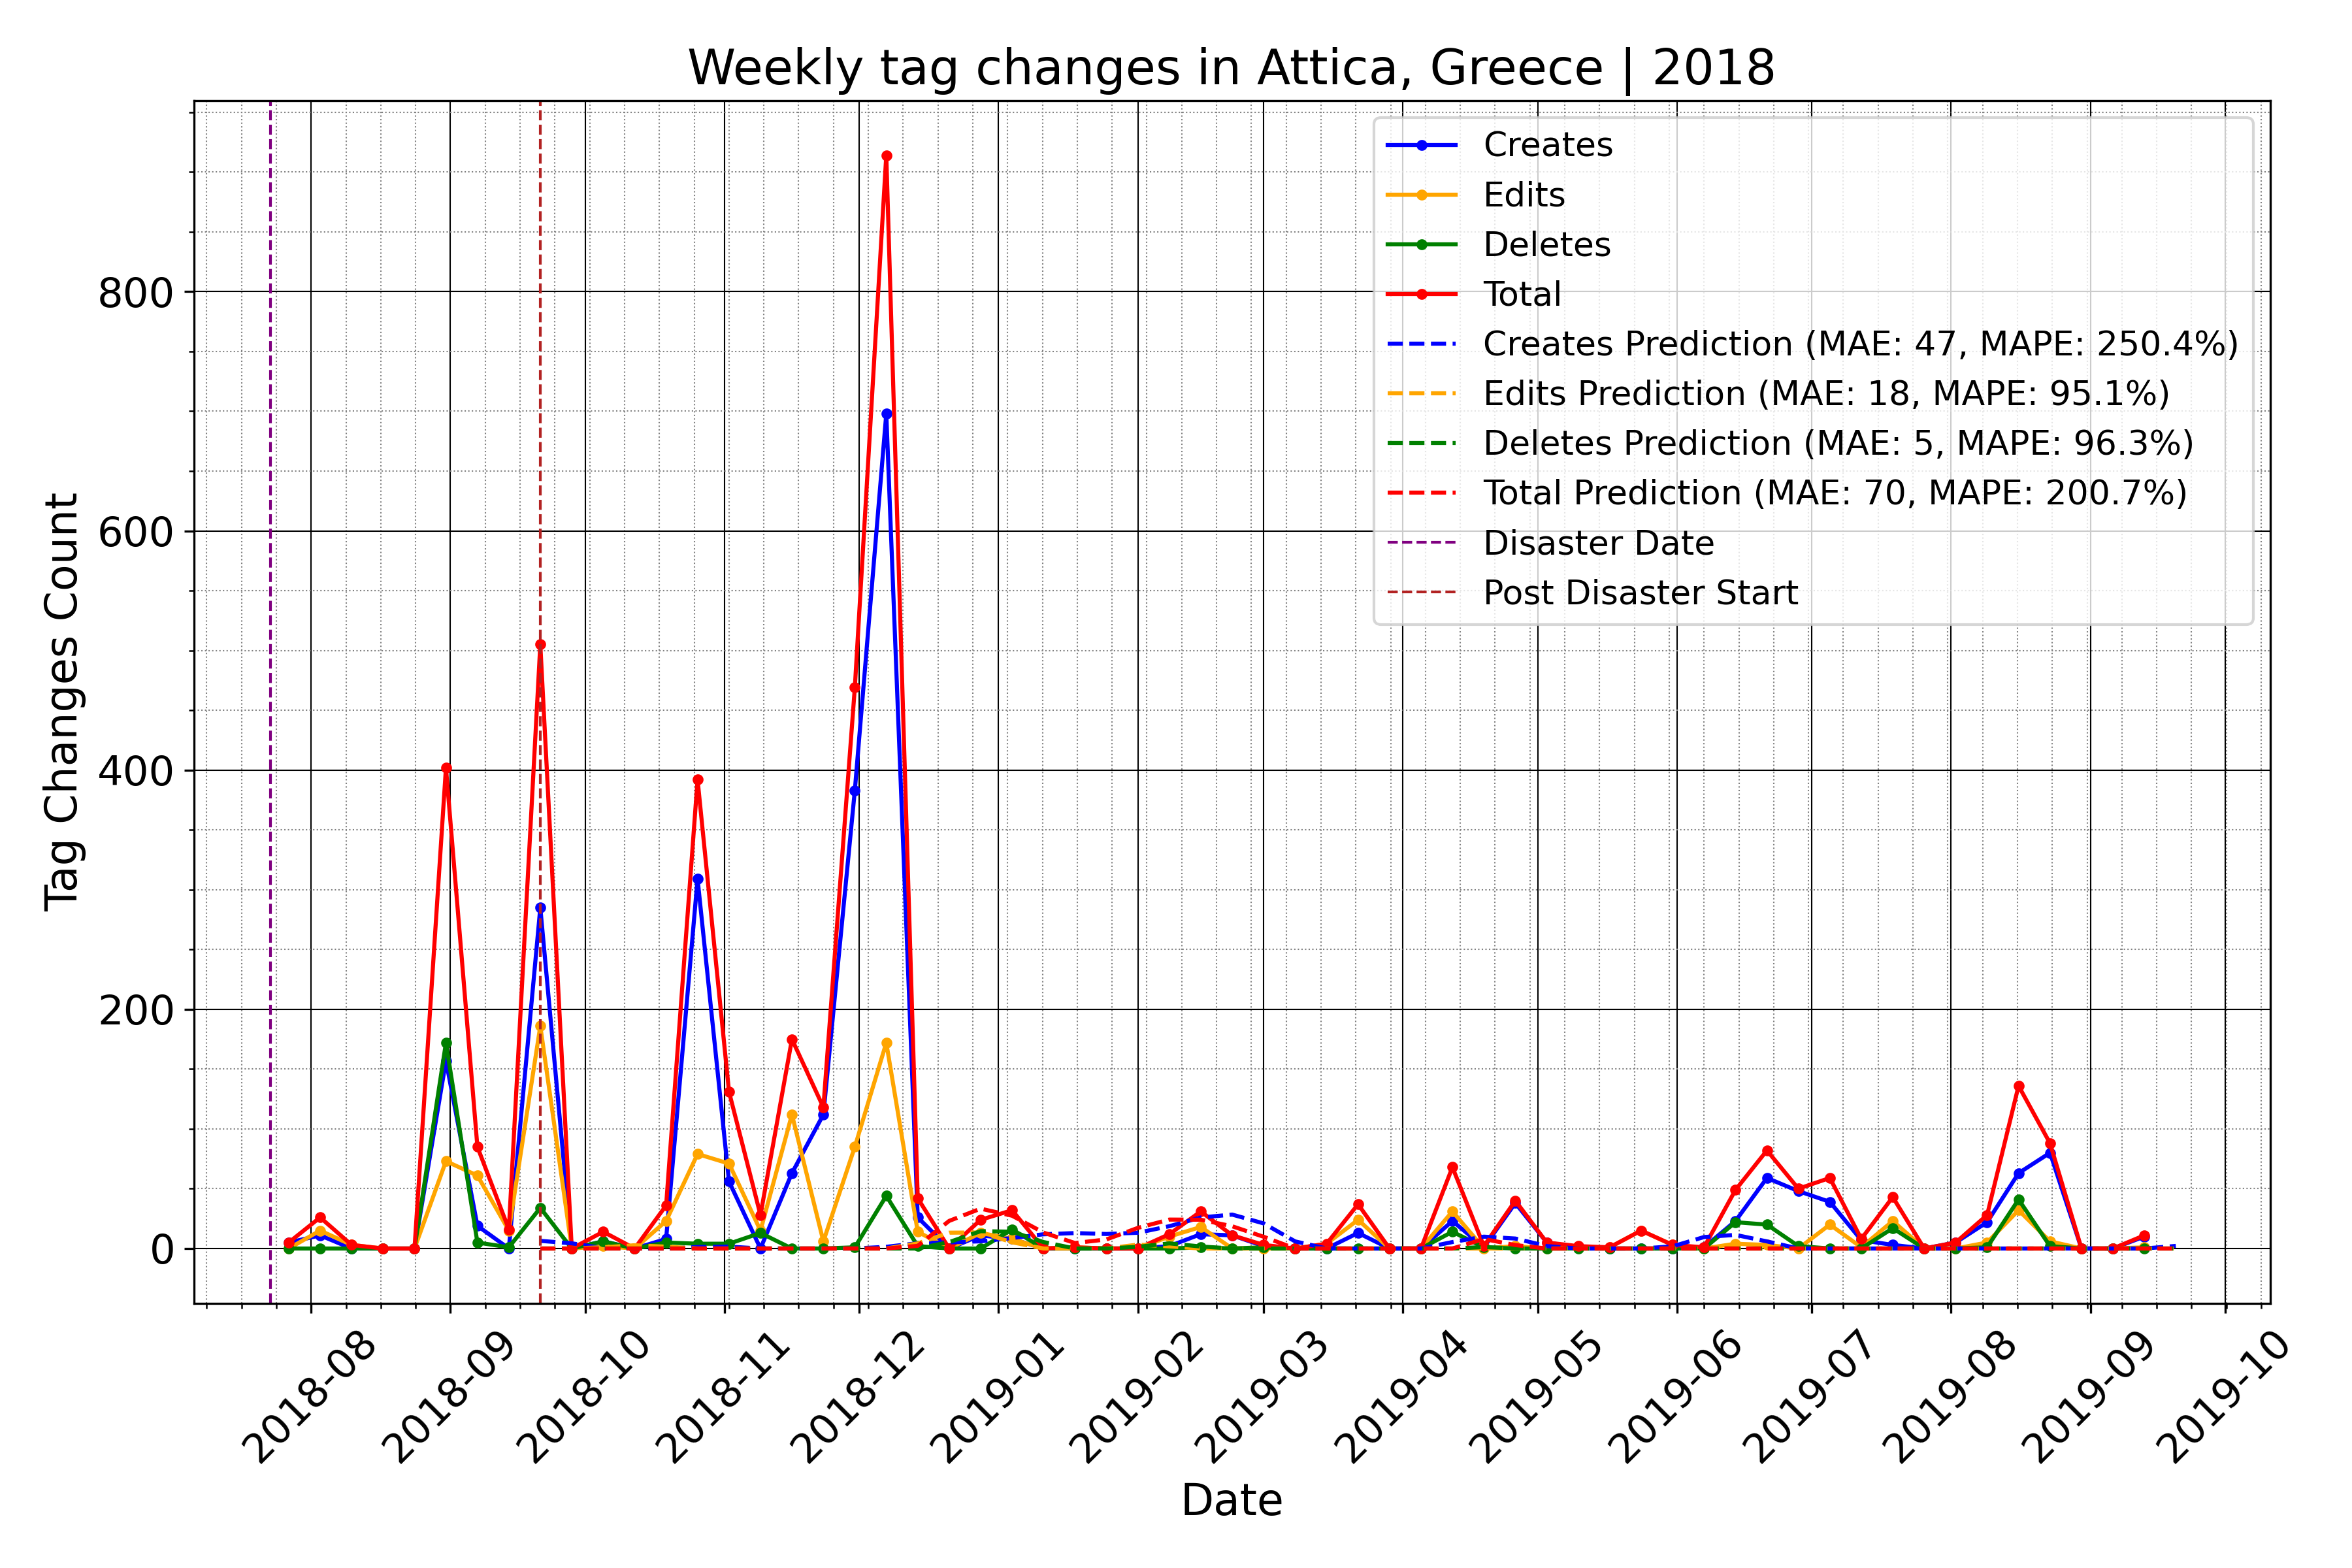 Weekly tag changes in Attica, Greece | 2018
Tag Changes Count
800
600
400
200
0
Creates
Edits
Deletes
Total
Creates Prediction (MAE: 47, MAPE: 250.4%)
Edits Prediction (MAE: 18, MAPE: 95.1%)
Deletes Prediction (MAE: 5, MAPE: 96.3%)
Total Prediction (MAE: 70, MAPE: 200.7%)
Disaster Date
Post Disaster Start
2018-08
2018-09
2018-10
2018-11
2018-12
2019-01
2019-02
2019-03
2019-04
2019-05
2019-06
2019-07
2019-08
2019-09
2019-10
Date